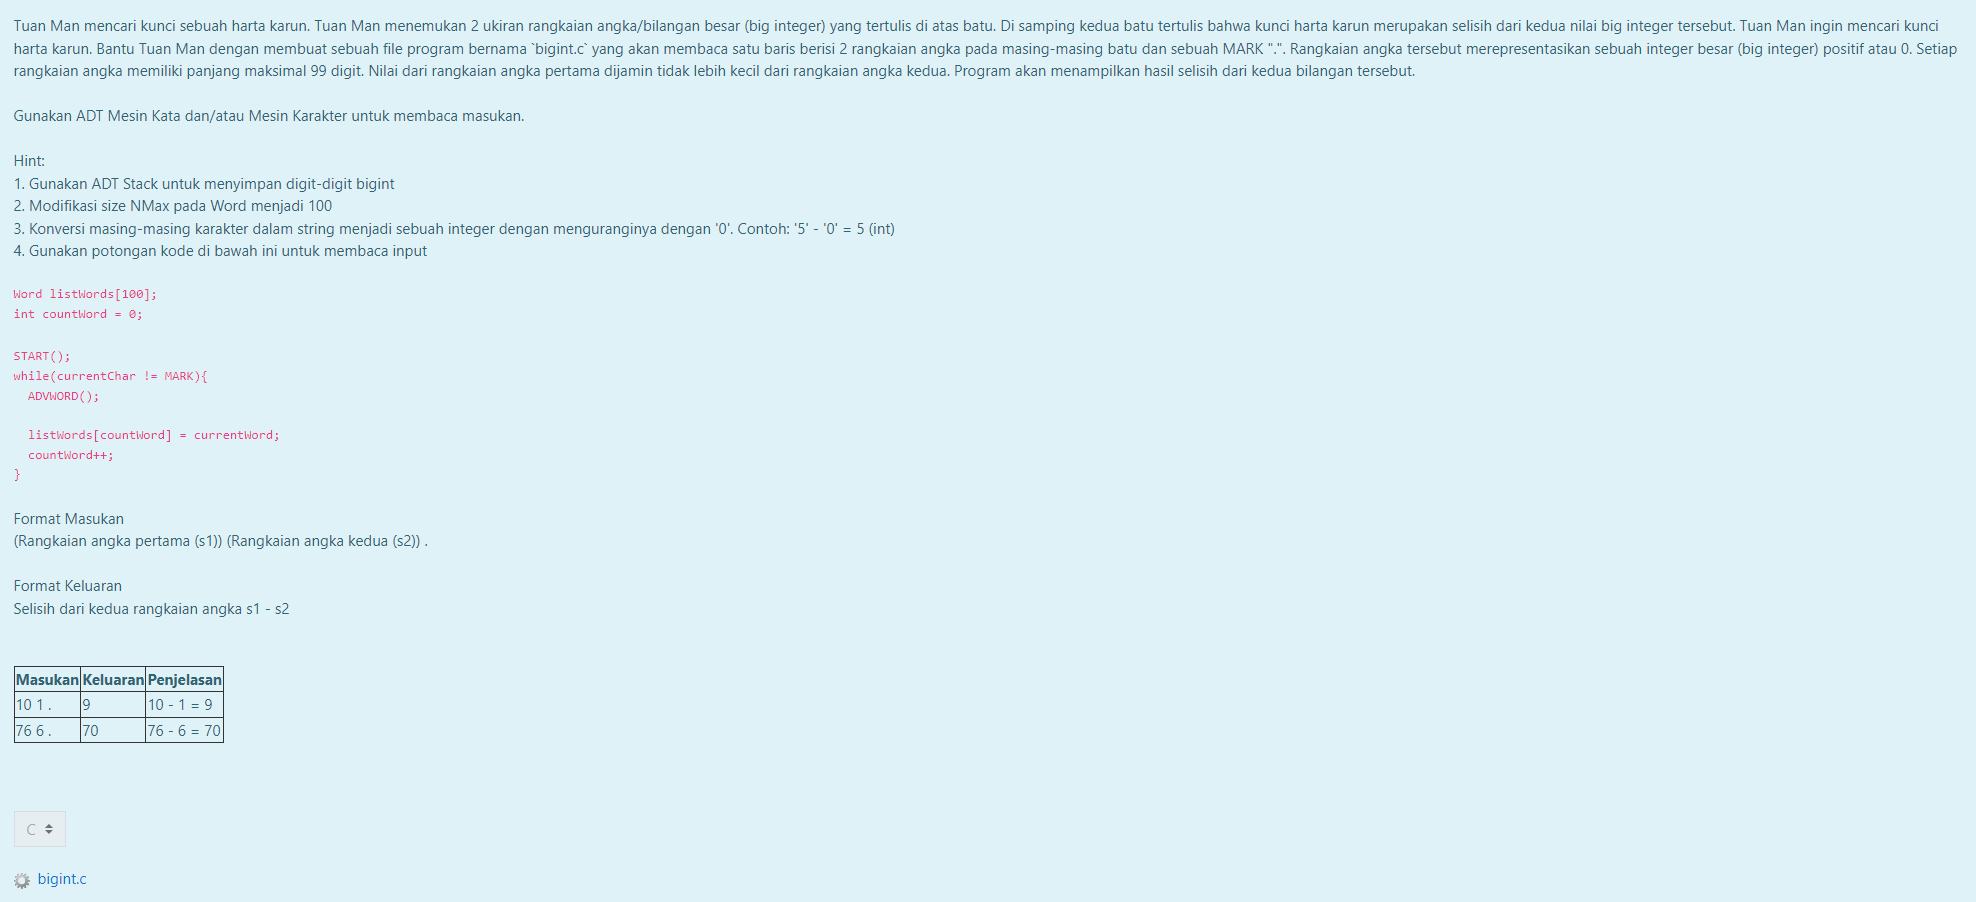 Tuan Man mencari kunci sebuah harta karun. Tuan Man menemukan 2 ukiran rangkaian angka/bilangan besar (big integer) yang tertulis di atas batu. Di samping kedua batu tertulis bahwa kunci harta karun merupakan selisih dari kedua nilai big integer tersebut. Tuan Man ingin mencari kunci
harta karun. Bantu Tuan Man dengan membuat sebuah file program bernama `bigint.c` yang akan membaca satu baris berisi 2 rangkaian angka pada masing-masing batu dan sebuah MARK ".". Rangkaian angka tersebut merepresentasikan sebuah integer besar (big integer) positif atau 0. Setiap
rangkaian angka memiliki panjang maksimal 99 digit. Nilai dari rangkaian angka pertama dijamin tidak lebih kecil dari rangkaian angka kedua. Program akan menampilkan hasil selisih dari kedua bilangan tersebut.
Gunakan ADT Mesin Kata dan/atau Mesin Karakter untuk membaca masukan.
Hint:
1. Gunakan ADT Stack untuk menyimpan digit-digit bigint
2. Modifikasi size NMax pada Word menjadi 100
3. Konversi masing-masing karakter dalam string menjadi sebuah integer dengan menguranginya dengan '0'. Contoh: '5' - '0' = 5 (int)
4. Gunakan potongan kode di bawah ini untuk membaca input
Word listWords[100];
int countWord = 0;
START();
while(currentChar != MARK){
ADVWORD();
listWords[countWord] = currentWord;
countWord++;
}
Format Masukan
(Rangkaian angka pertama (s1)) (Rangkaian angka kedua (s2)) .
Format Keluaran
Selisih dari kedua rangkaian angka s1 - s2
Masukan Keluaran Penjelasan
10 1 . 9 10 - 1 = 9
76 6 . 70 76 - 6 = 70
C
bigint.c